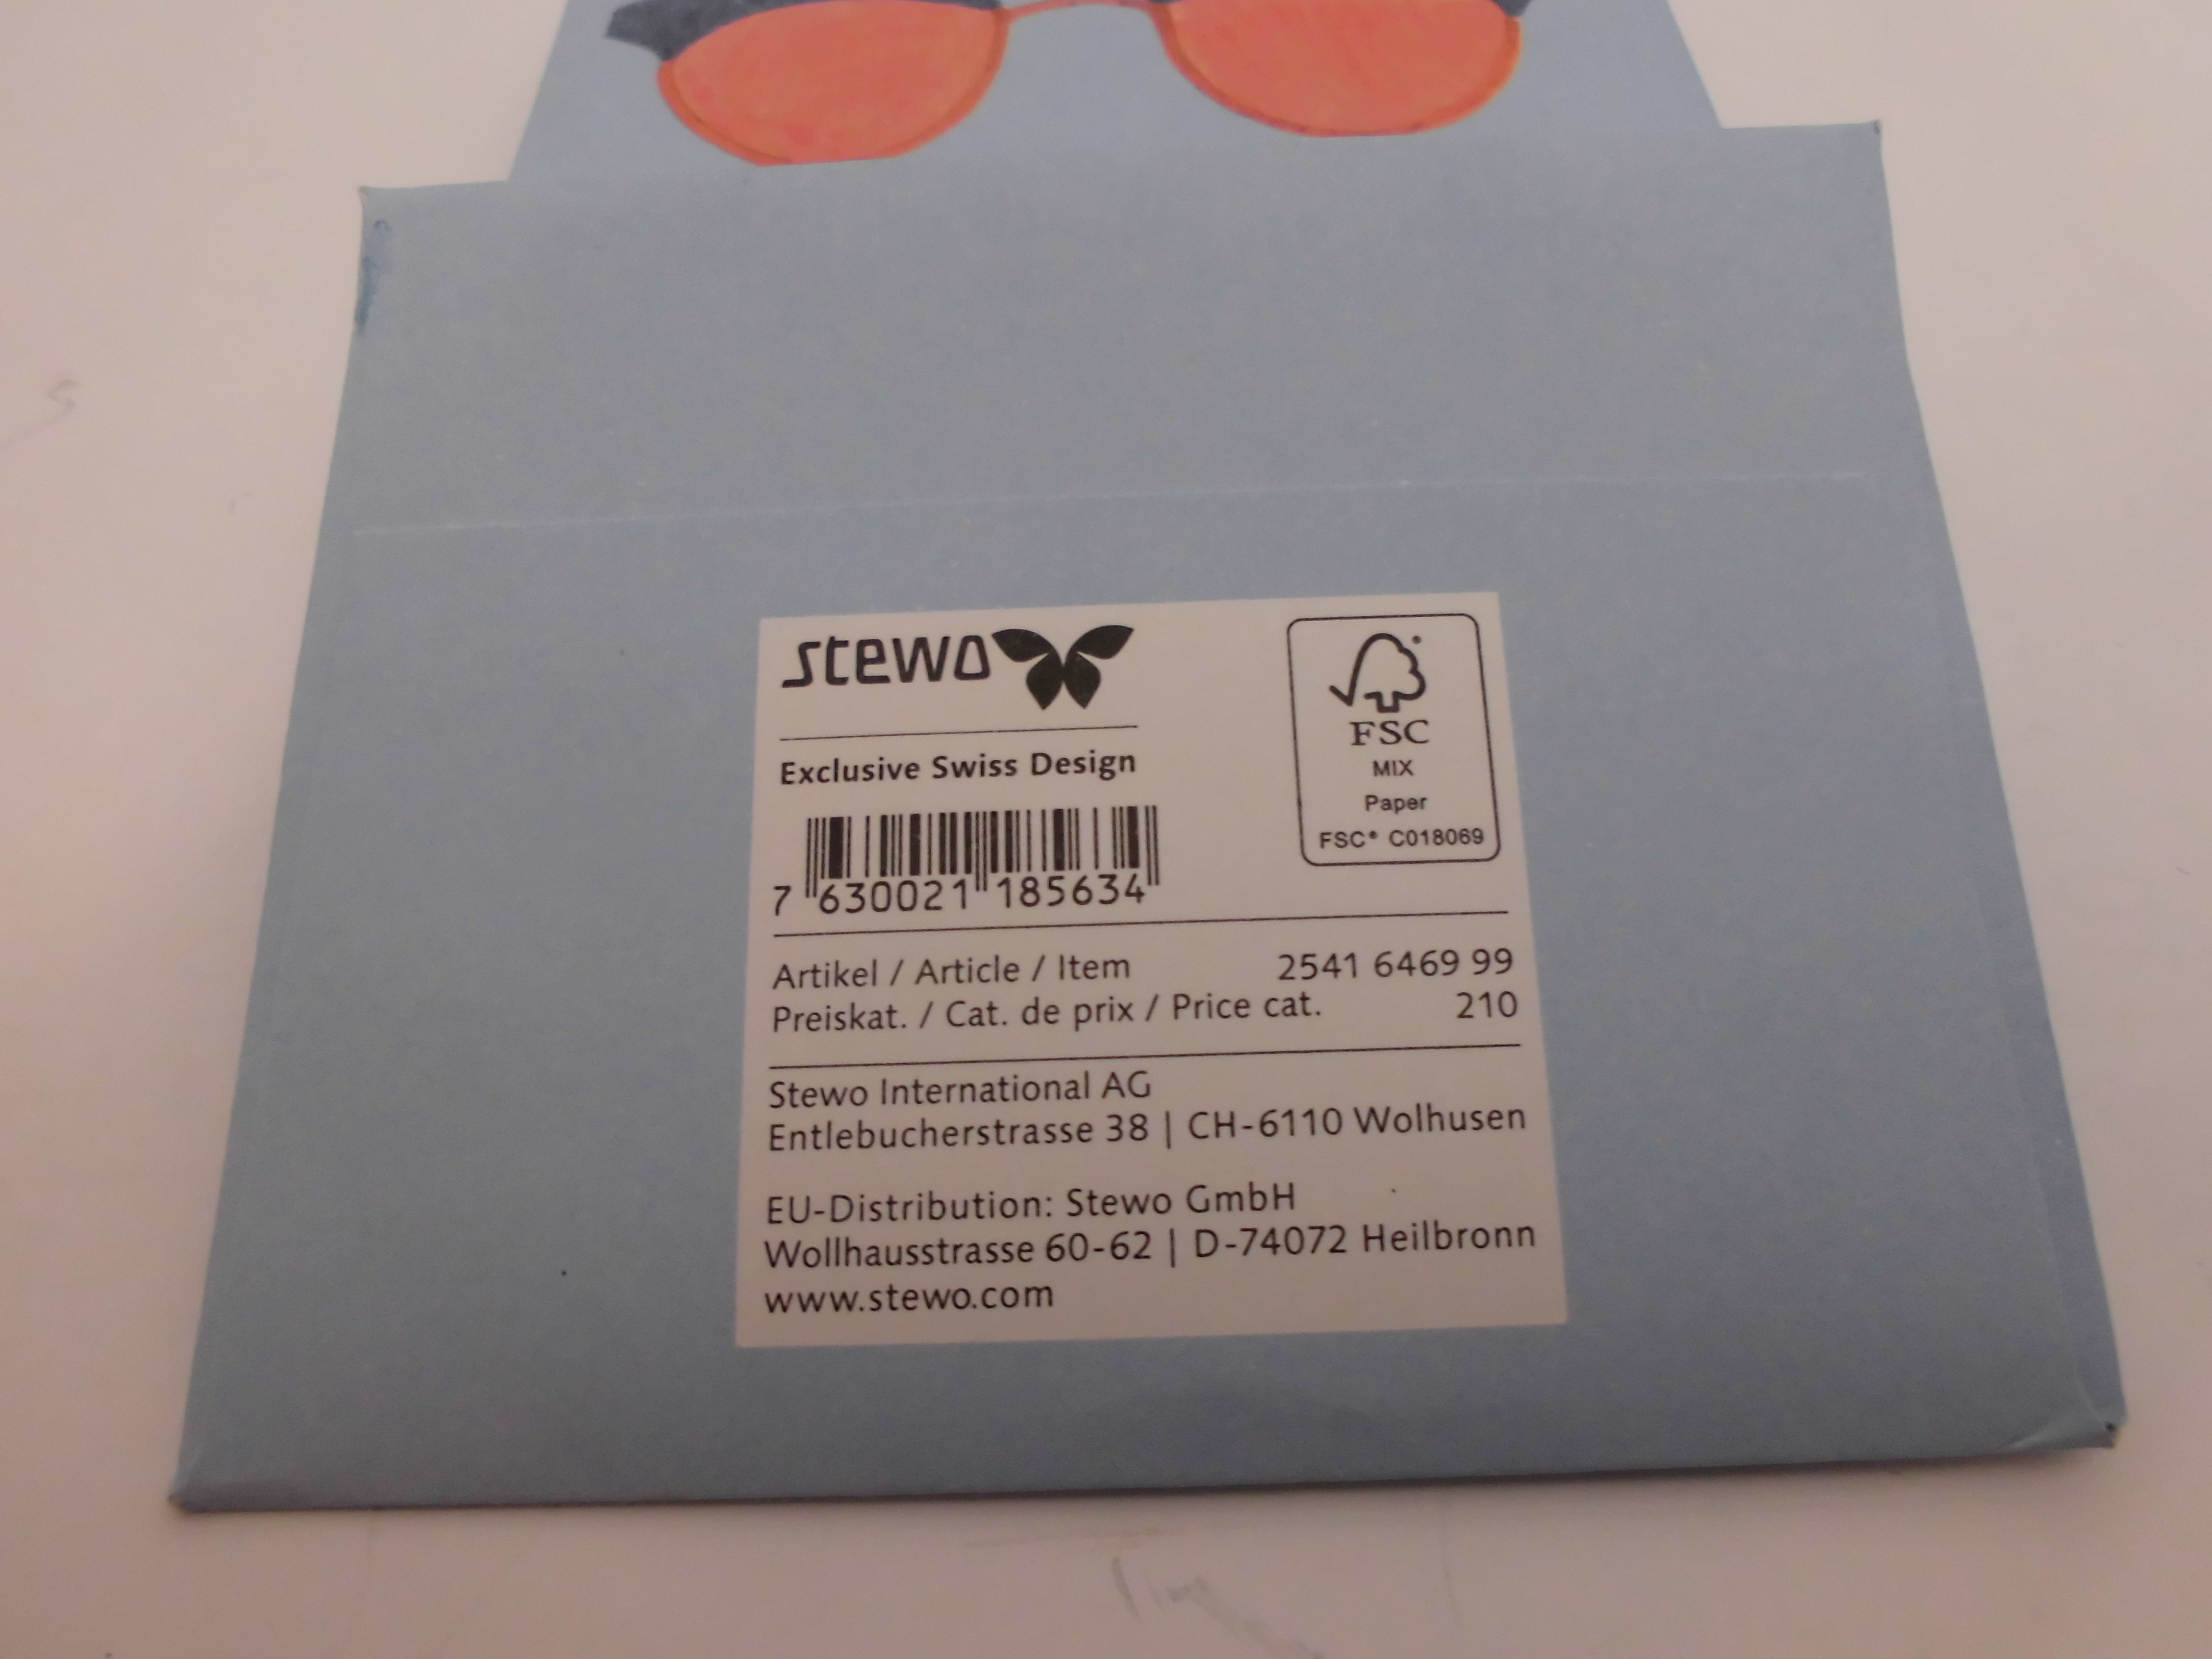 stewo
Exclusive Swiss Design
7 630021 185634
FSC
MIX
Paper
FSC® C018069
Artikel / Article / Item 2541 6469 99
Preiskat. / Cat. de prix / Price cat. 210
Stewo International AG
Entlebucherstrasse 38 | CH-6110 Wolhusen
EU-Distribution: Stewo GmbH
Wollhausstrasse 60-62 | D-74072 Heilbronn
www.stewo.com